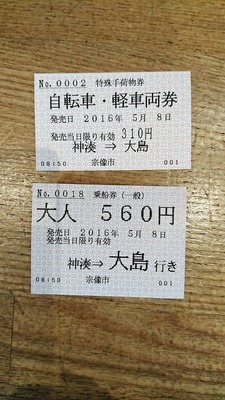 No.0002 特殊手荷物券
自転車・軽車両券
発売日 2016年 5月 8日
発売当日限り有効 310円
神湊 ⇒ 大島
08:50 宗像市 001
No.0018 乗船券(一般)
大人 560円
発売日 2016年 5月 8日
発売当日限り有効
神湊⇒ 大島 行き
08:50 宗像市 001